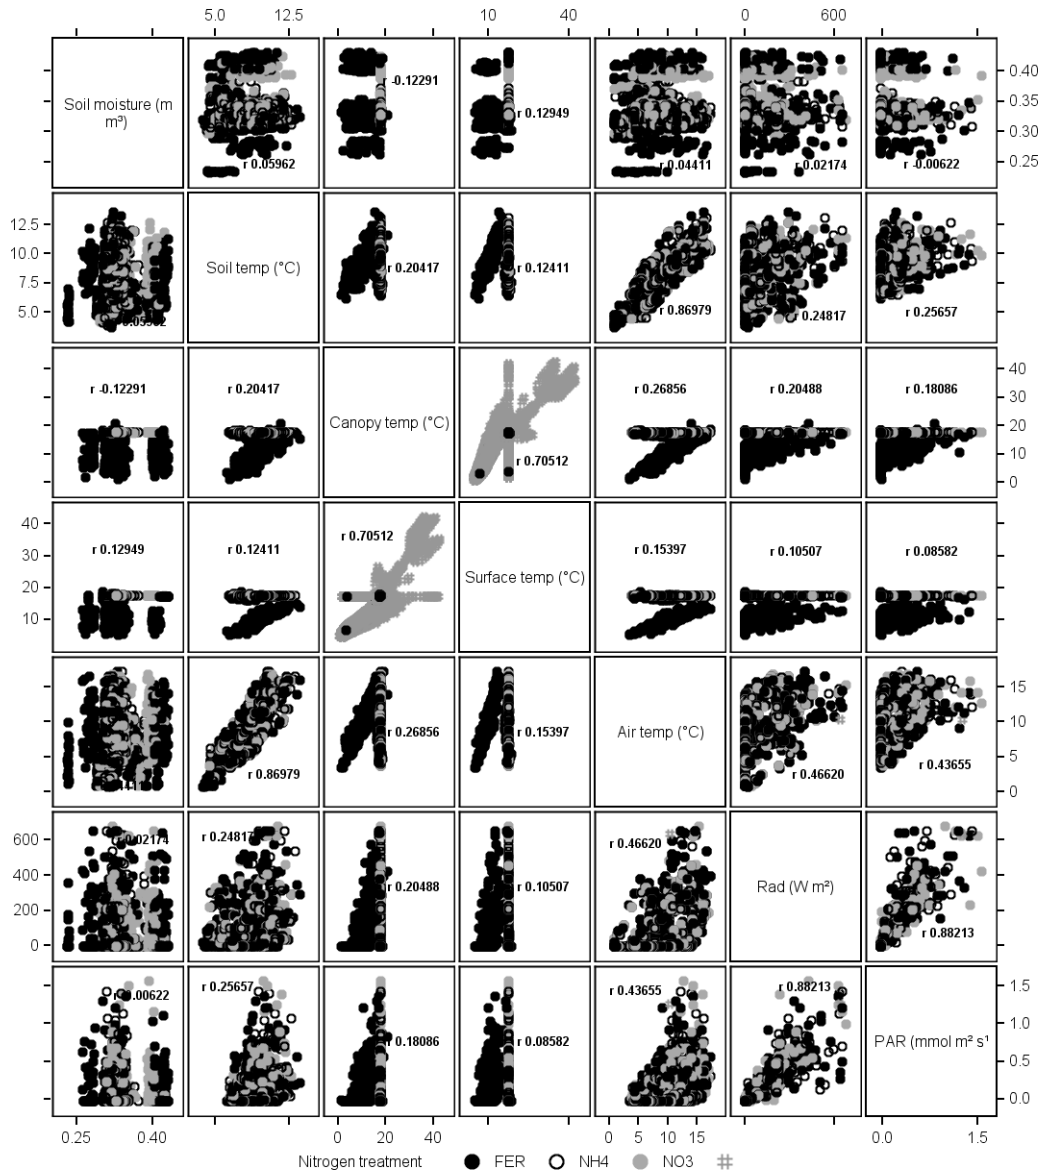 5.0 12.5 10 40 0 600
Soil moisture (m
m³)
r 0.05962
r -0.12291
r 0.12949
r 0.04411
r 0.02174
r -0.00622
0.40
0.35
0.30
0.25
12.5
10.0
7.5
5.0
Soil temp (°C)
r 0.20417
r 0.12411
r 0.86979
r 0.24817
r 0.25657
r -0.12291
r 0.20417
Canopy temp (°C)
r 0.70512
r 0.26856
r 0.20488
r 0.18086
40
30
20
10
0
40
30
20
10
r 0.12949
r 0.12411
r 0.70512
Surface temp (°C)
r 0.15397
r 0.10507
r 0.08582
r 0.86979
r 0.26856
r 0.15397
Air temp (°C)
r 0.46620
r 0.43655
15
10
5
0
600
400
200
0
r 0.02174
r 0.24817
r 0.20488
r 0.10507
r 0.46620
Rad (W m²)
r 0.88213
r 0.25657
r 0.18086
r 0.08582
r 0.43655
r 0.88213
PAR (mmol m² s¹
1.5
1.0
0.5
0.0
0.25 0.40 0 20 40 0 5 10 15 0.0 1.5
Nitrogen treatment FER NH4 NO3